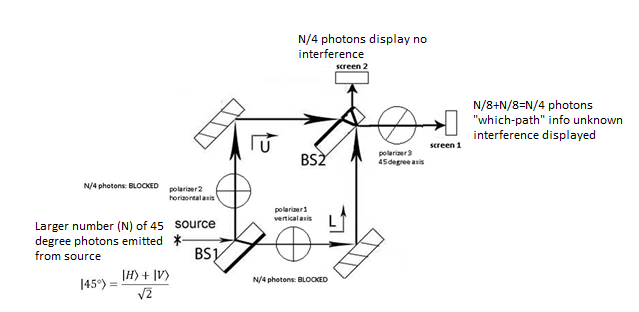 N/4 photons display no
interference
screen 2
N/8+N/8=N/4 photons
"which-path" info unknown
interference displayed
screen 1
polarizer 3
45 degree axis
U
BS2
N/4 photons: BLOCKED
polarizer 2
horizontal axis
polarizer 1
vertical axis
L
Larger number (N) of 45
degree photons emitted
from source
source
BS1
N/4 photons: BLOCKED
|45°⟩ = |H⟩ + |V⟩ / √2